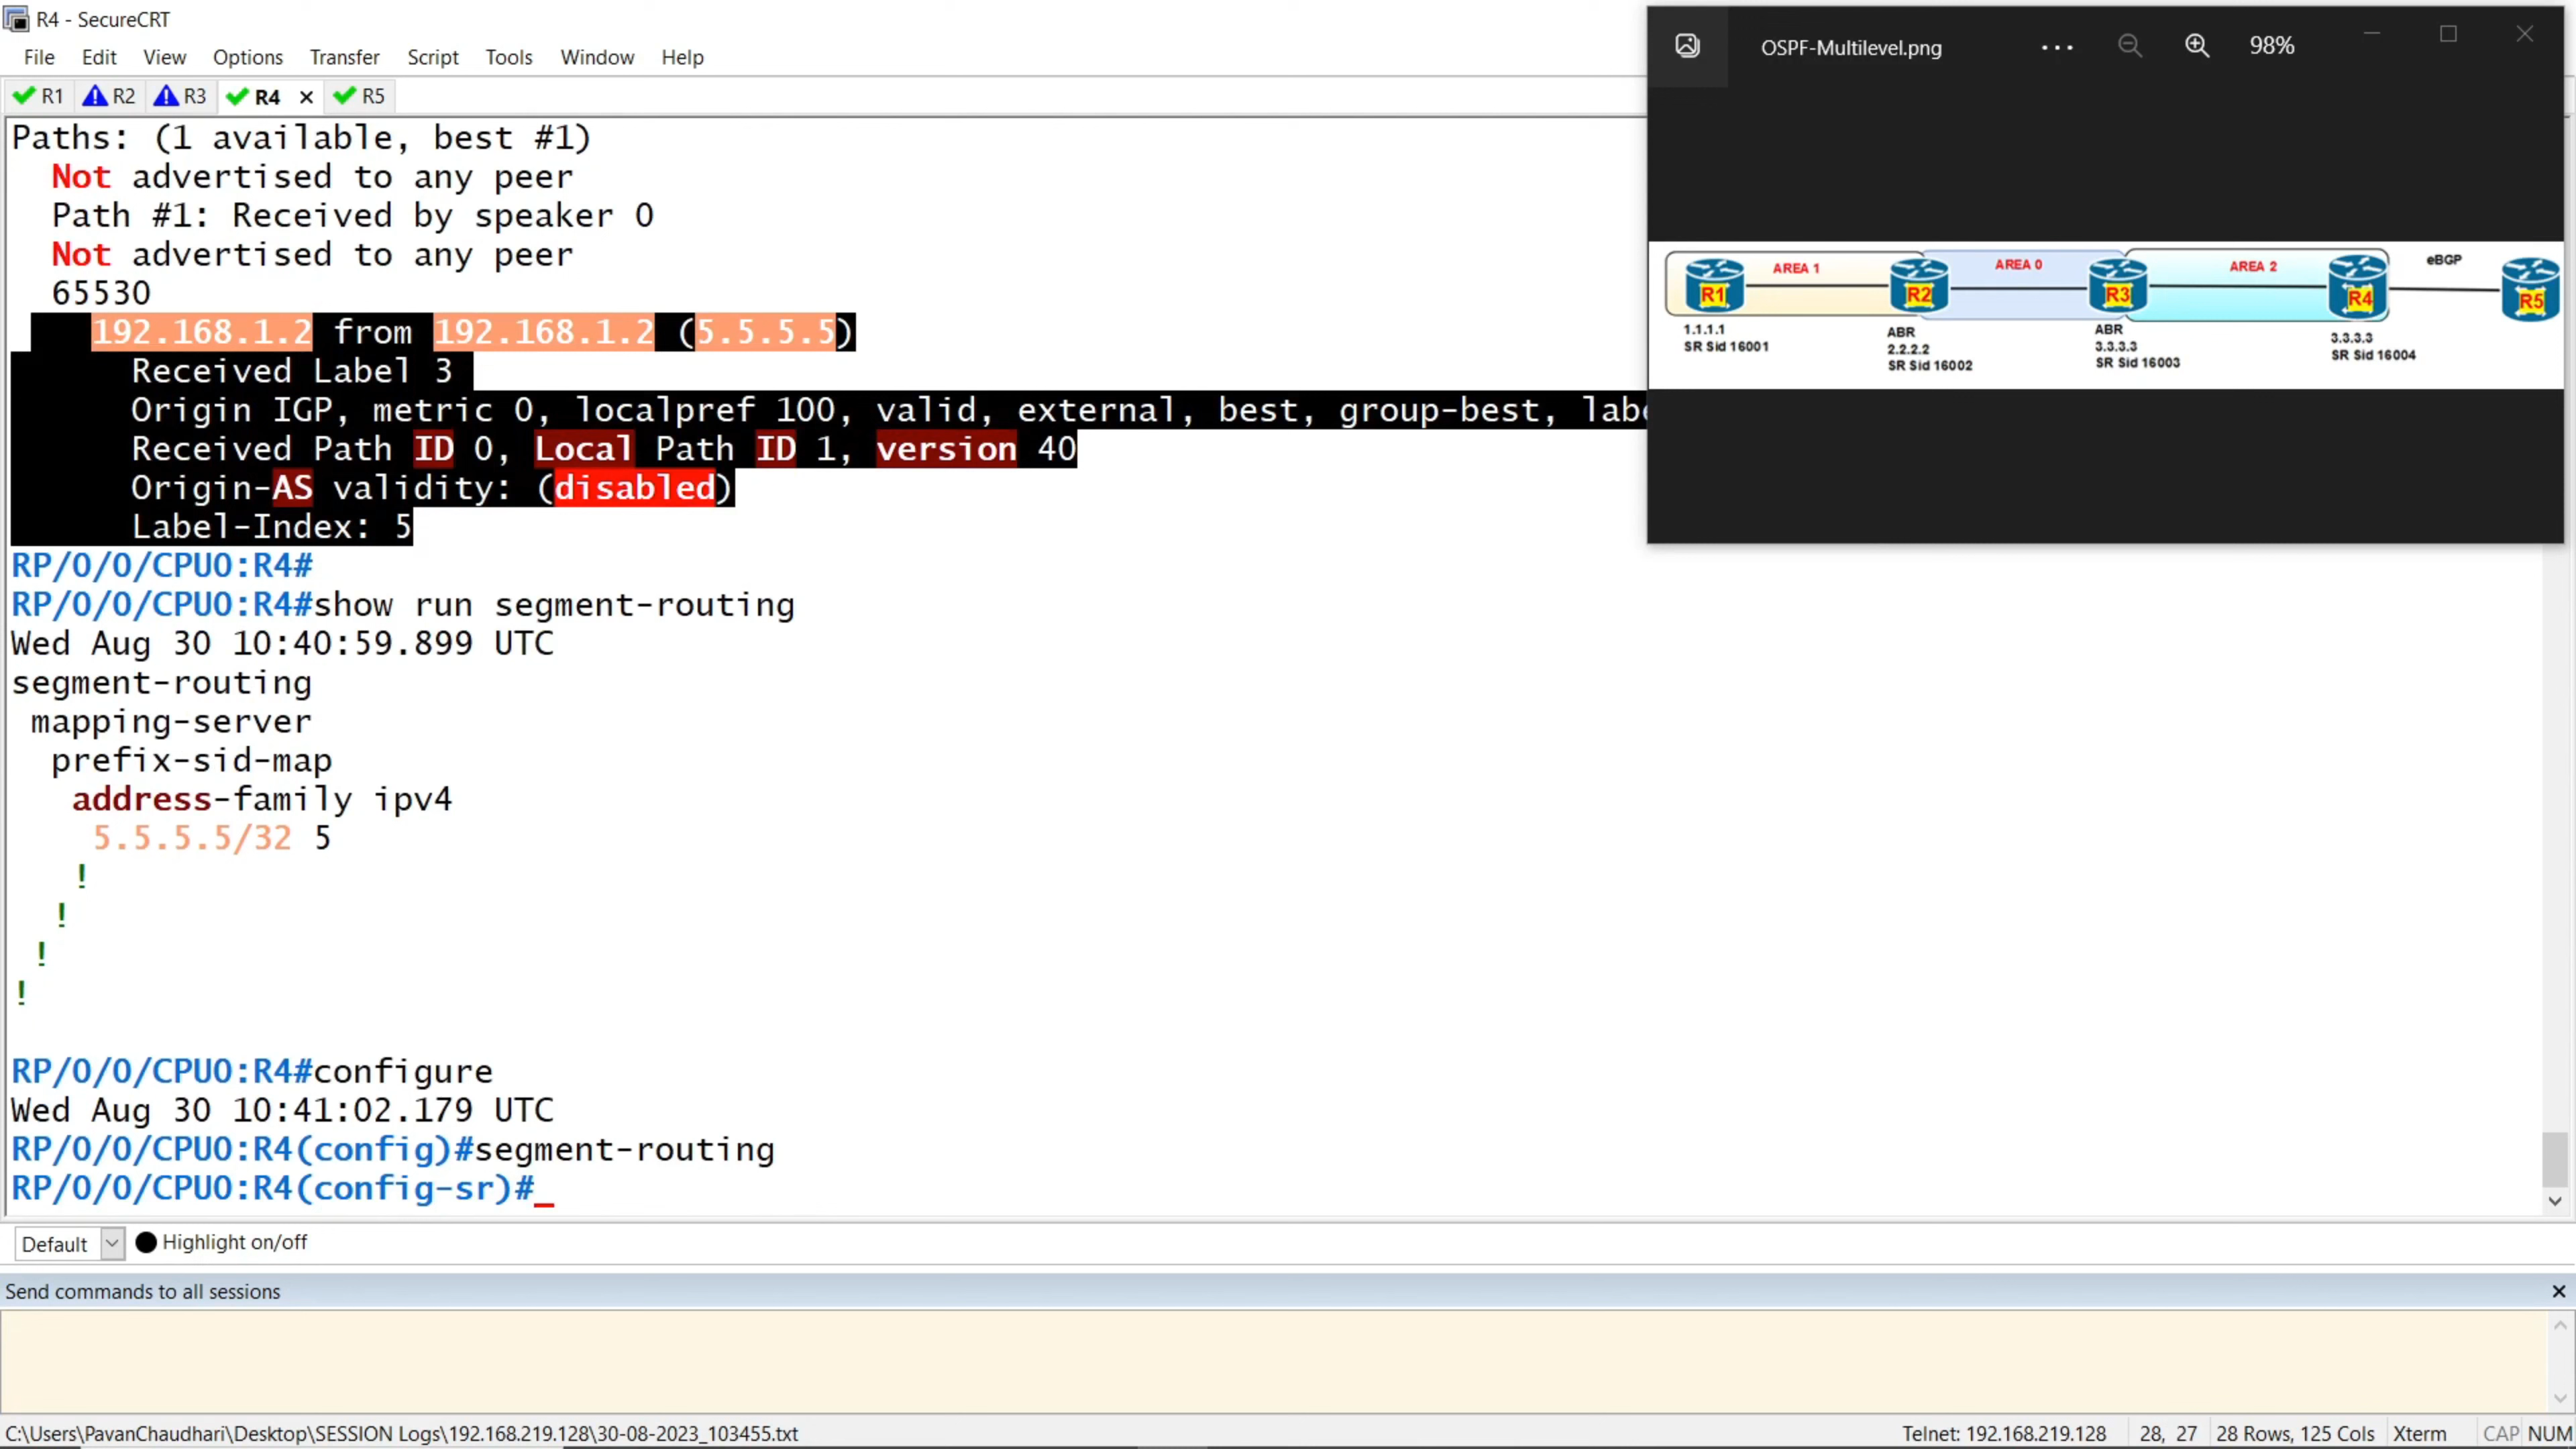 R4 - SecureCRT
File Edit View Options Transfer Script Tools Window Help
R1 R2 R3 R4 × R5
Paths: (1 available, best #1)
Not advertised to any peer
Path #1: Received by speaker 0
Not advertised to any peer
65530
192.168.1.2 from 192.168.1.2 (5.5.5.5)
Received Label 3
Origin IGP, metric 0, localpref 100, valid, external, best, group-best, labe
Received Path ID 0, Local Path ID 1, version 40
Origin-AS validity: (disabled)
Label-Index: 5
RP/0/0/CPU0:R4#
RP/0/0/CPU0:R4#show run segment-routing
Wed Aug 30 10:40:59.899 UTC
segment-routing
mapping-server
prefix-sid-map
address-family ipv4
5.5.5.5/32 5
!
!
!
!
RP/0/0/CPU0:R4#configure
Wed Aug 30 10:41:02.179 UTC
RP/0/0/CPU0:R4(config)#segment-routing
RP/0/0/CPU0:R4(config-sr)#_
OSPF-Multilevel.png ... 98%
AREA 1 AREA 0 AREA 2 eBGP
R1 R2 R3 R4 R5
1.1.1.1
SR Sid 16001
ABR
2.2.2.2
SR Sid 16002
ABR
3.3.3.3
SR Sid 16003
3.3.3.3
SR Sid 16004
Default Highlight on/off
Send commands to all sessions
C:\Users\PavanChaudhari\Desktop\SESSION Logs\192.168.219.128\30-08-2023_103455.txt
Telnet: 192.168.219.128 28, 27 28 Rows, 125 Cols Xterm CAP NUM